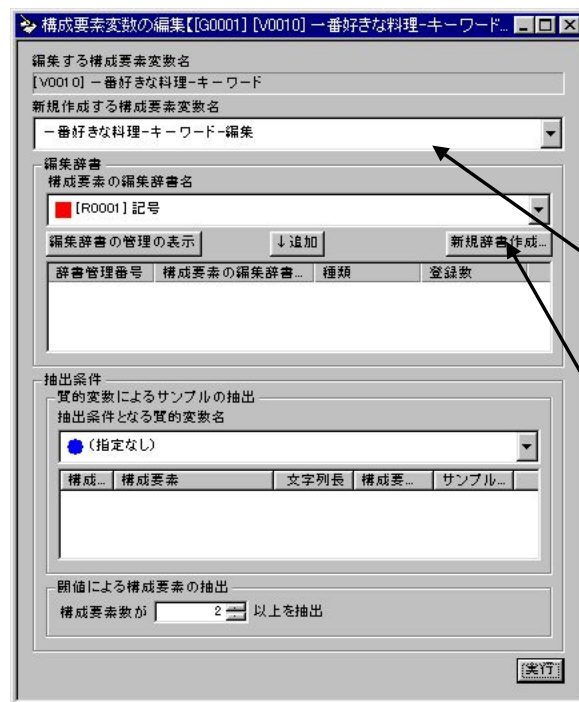 構成要素変数の編集【[G0001] [V0010] 一番好きな料理-キーワード...
編集する構成要素変数名
[V0010] 一番好きな料理-キーワード
新規作成する構成要素変数名
一番好きな料理-キーワード-編集
編集辞書
構成要素の編集辞書名
[R0001] 記号
編集辞書の管理の表示 ↓追加 新規辞書作成...
辞書管理番号 構成要素の編集辞書... 種類 登録数
抽出条件
質的変数によるサンプルの抽出
抽出条件となる質的変数名
(指定なし)
構成... 構成要素 文字列長 構成要... サンプル...
閾値による構成要素の抽出
構成要素数が 2 以上を抽出
実行